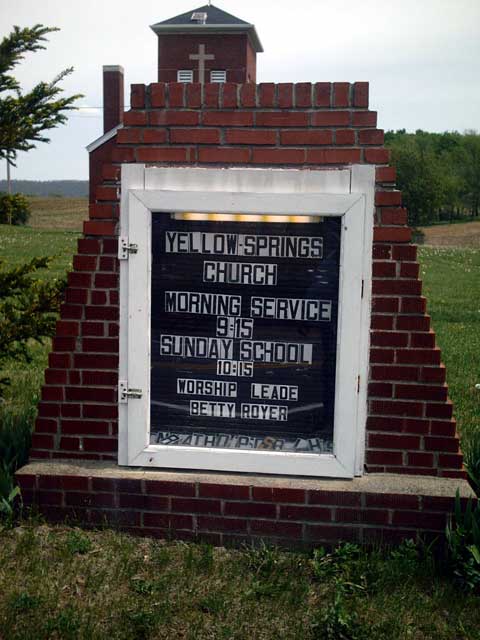 YELLOW-SPRINGS
CHURCH
MORNING SERVICE
9:15
SUNDAY SCHOOL
10:15
WORSHIP LEADE
BETTY ROYER